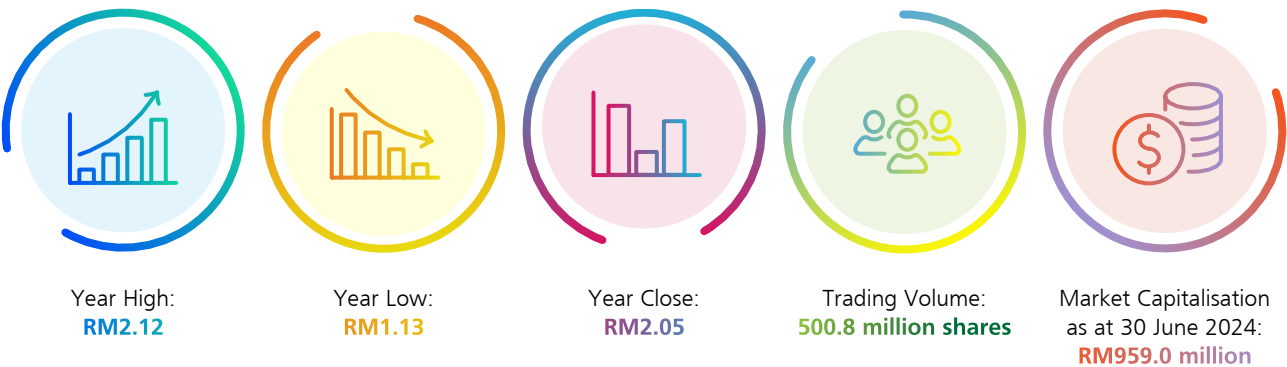 Year High:
RM2.12
Year Low:
RM1.13
Year Close:
RM2.05
Trading Volume:
500.8 million shares
Market Capitalisation
as at 30 June 2024:
RM959.0 million